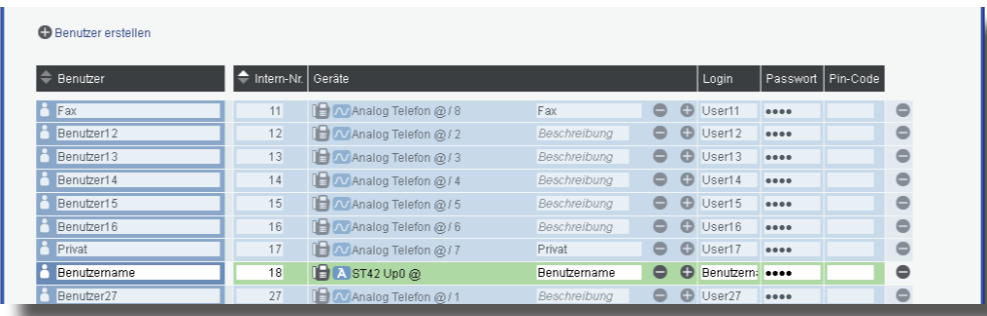 Benutzer erstellen
Benutzer Intern-Nr. Geräte Login Passwort Pin-Code
Fax 11 Analog Telefon @ / 8 Fax User11 ●●●●
Benutzer12 12 Analog Telefon @ / 2 Beschreibung User12 ●●●●
Benutzer13 13 Analog Telefon @ / 3 Beschreibung User13 ●●●●
Benutzer14 14 Analog Telefon @ / 4 Beschreibung User14 ●●●●
Benutzer15 15 Analog Telefon @ / 5 Beschreibung User15 ●●●●
Benutzer16 16 Analog Telefon @ / 6 Beschreibung User16 ●●●●
Privat 17 Analog Telefon @ / 7 Privat User17 ●●●●
Benutzername 18 A ST42 Up0 @ Benutzername Benutzern ●●●●
Benutzer27 27 Analog Telefon @ / 1 Beschreibung User27 ●●●●